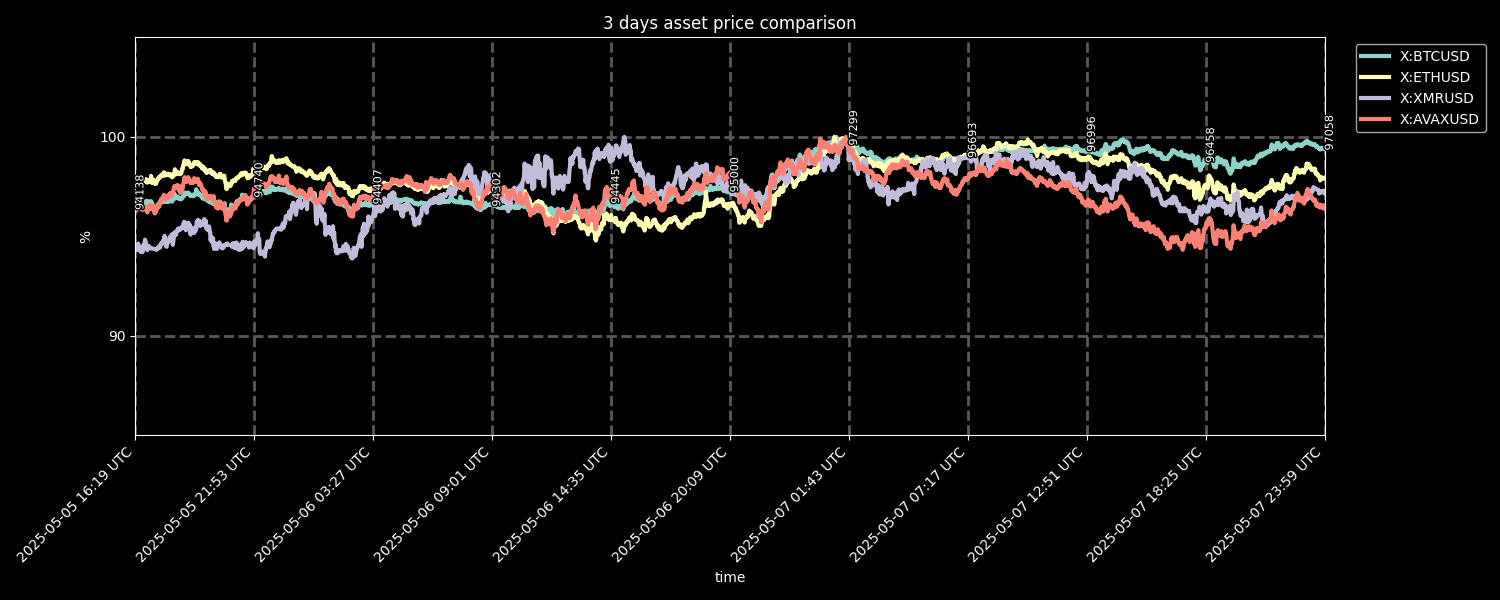 3 days asset price comparison
X:BTCUSD
X:ETHUSD
X:XMRUSD
X:AVAXUSD
100
90
%
94138
94740
94407
94302
94445
95000
97299
96693
96996
96458
97058
2025-05-05 16:19 UTC
2025-05-05 21:53 UTC
2025-05-06 03:27 UTC
2025-05-06 09:01 UTC
2025-05-06 14:35 UTC
2025-05-06 20:09 UTC
2025-05-07 01:43 UTC
2025-05-07 07:17 UTC
2025-05-07 12:51 UTC
2025-05-07 18:25 UTC
2025-05-07 23:59 UTC
time